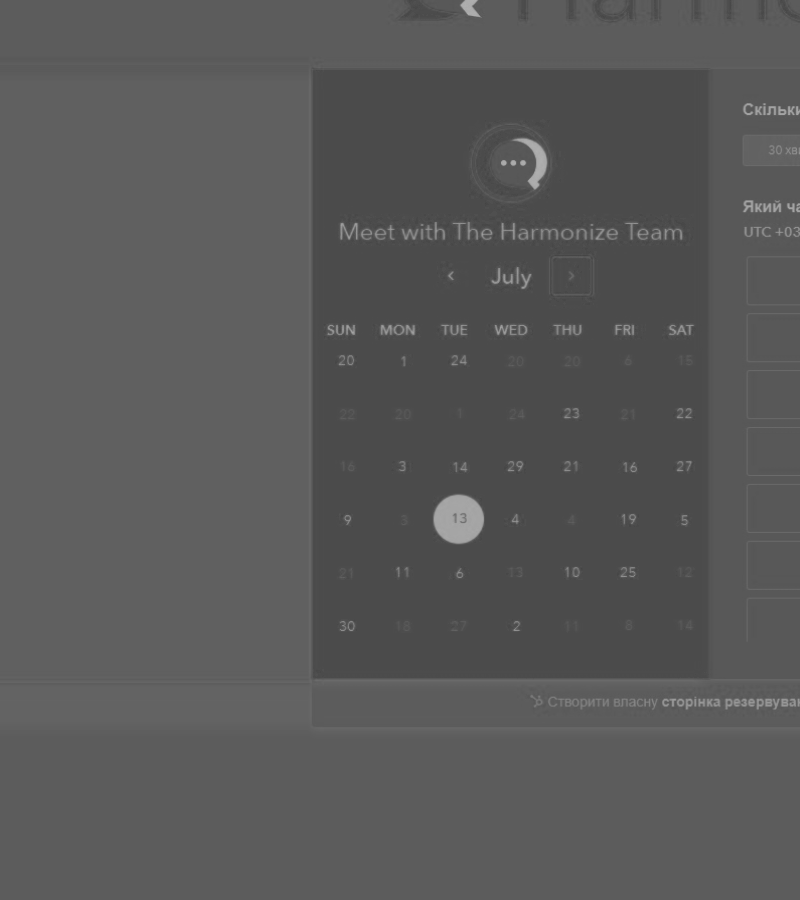 Harmo
Meet with The Harmonize Team
July
SUN MON TUE WED THU FRI SAT
20 1 24 20 20 6 15
22 20 1 24 23 21 22
16 3 14 29 21 16 27
9 3 13 4 4 19 5
21 11 6 13 10 25 12
30 18 27 2 11 8 14
Скільки
30 хви
Який ча
UTC +03
Створити власну сторінка резервуван